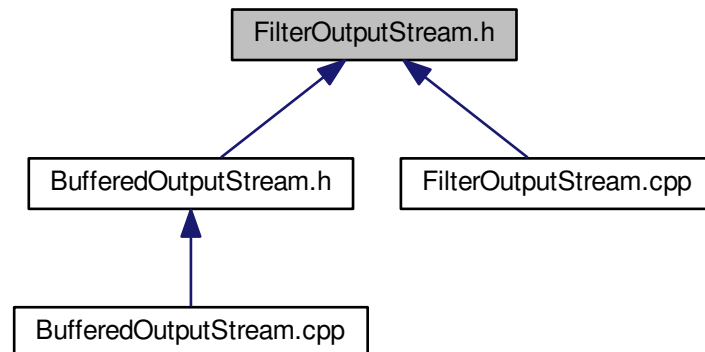 FilterOutputStream.h
BufferedOutputStream.h
FilterOutputStream.cpp
BufferedOutputStream.cpp